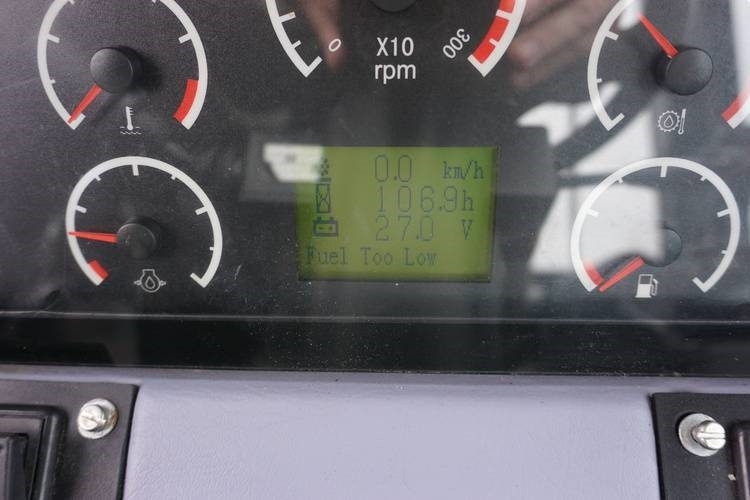 0
X10
300
rpm
0.0 km/h
106.9h
27.0 V
Fuel Too Low